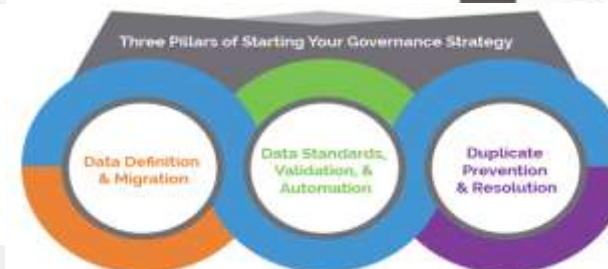 Three Pillars of Starting Your Governance Strategy
Data Definition
& Migration
Data Standards,
Validation, &
Automation
Duplicate
Prevention
& Resolution